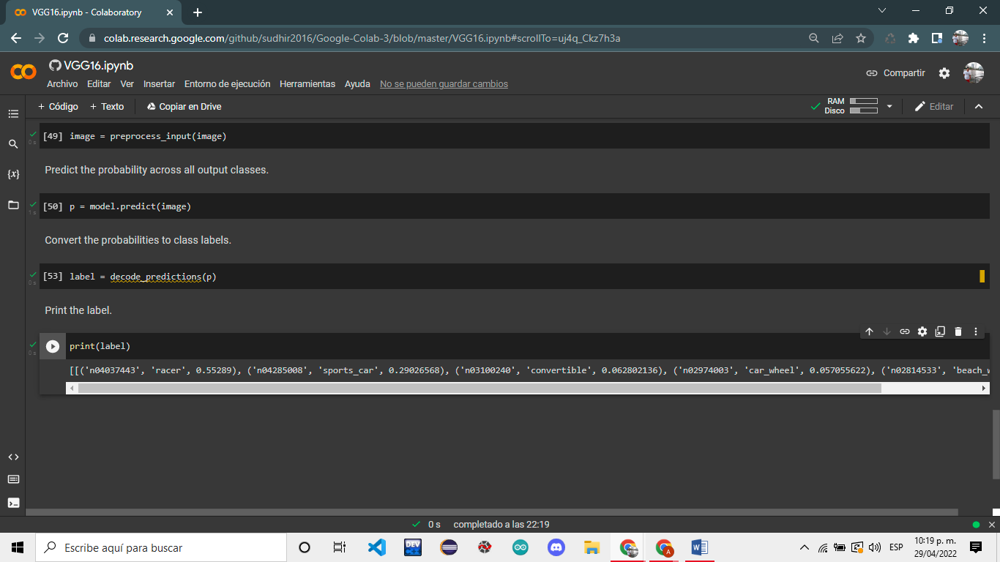 VGG16.ipynb - Colaboratory
colab.research.google.com/github/sudhir2016/Google-Colab-3/blob/master/VGG16.ipynb#scrollTo=uj4q_Ckz7h3a
VGG16.ipynb
Archivo Editar Ver Insertar Entorno de ejecución Herramientas Ayuda No se pueden guardar cambios
Compartir
+ Código + Texto Copiar en Drive
RAM
Disco
Editar
[49] image = preprocess_input(image)
0 s
Predict the probability across all output classes.
[50] p = model.predict(image)
1 s
Convert the probabilities to class labels.
[53] label = decode_predictions(p)
0 s
Print the label.
print(label)
0 s
[[('n04037443', 'racer', 0.55289), ('n04285008', 'sports_car', 0.29026568), ('n03100240', 'convertible', 0.062802136), ('n02974003', 'car_wheel', 0.057055622), ('n02814533', 'beach_w
0 s completado a las 22:19
Escribe aquí para buscar
DEV
ESP
10:19 p. m.
29/04/2022